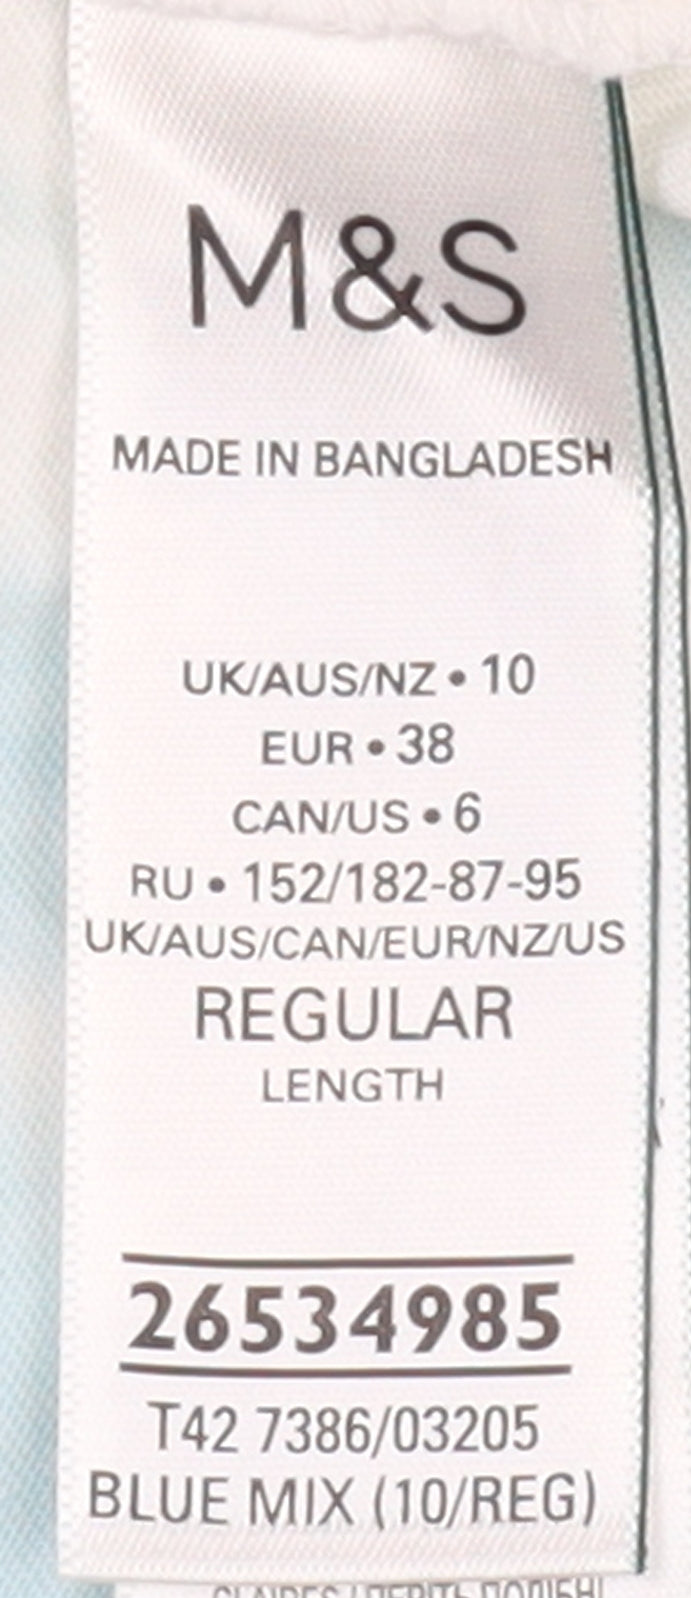 M&S
MADE IN BANGLADESH
UK/AUS/NZ • 10
EUR • 38
CAN/US • 6
RU • 152/182-87-95
UK/AUS/CAN/EUR/NZ/US
REGULAR
LENGTH
26534985
T42 7386/03205
BLUE MIX (10/REG)